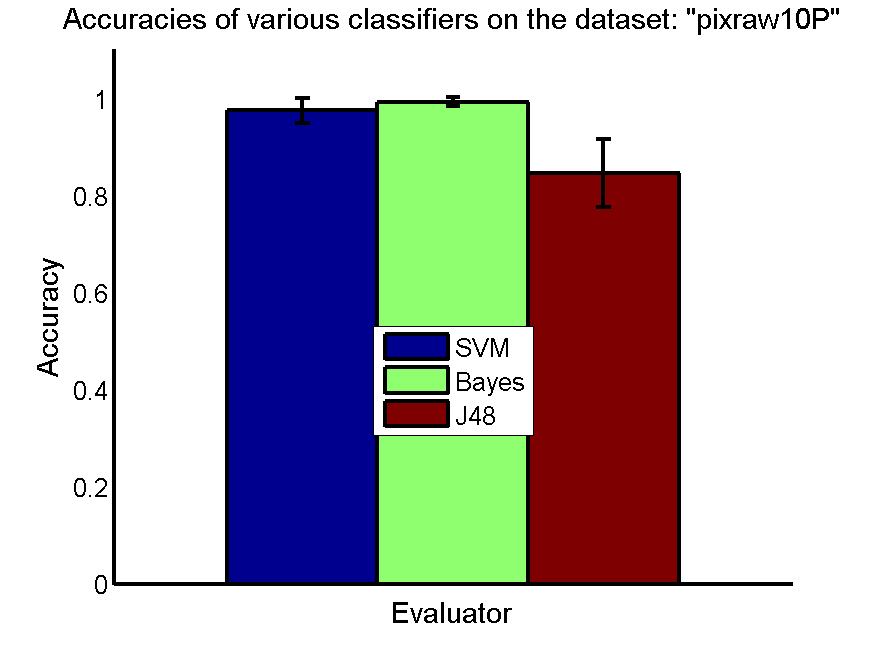 Accuracies of various classifiers on the dataset: "pixraw10P"
1
0.8
0.6
0.4
0.2
0
Accuracy
SVM
Bayes
J48
Evaluator